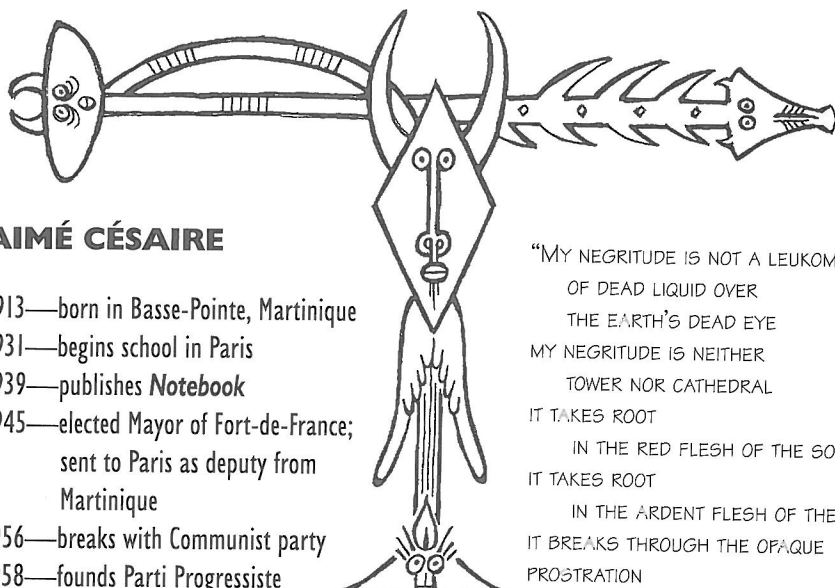 AIMÉ CÉSAIRE
913—born in Basse-Pointe, Martinique
931—begins school in Paris
939—publishes Notebook
945—elected Mayor of Fort-de-France;
sent to Paris as deputy from
Martinique
956—breaks with Communist party
958—founds Parti Progressiste
“MY NEGRITUDE IS NOT A LEUKOM
OF DEAD LIQUID OVER
THE EARTH'S DEAD EYE
MY NEGRITUDE IS NEITHER
TOWER NOR CATHEDRAL
IT TAKES ROOT
IN THE RED FLESH OF THE SO
IT TAKES ROOT
IN THE ARDENT FLESH OF THE
IT BREAKS THROUGH THE OPAQUE
PROSTRATION